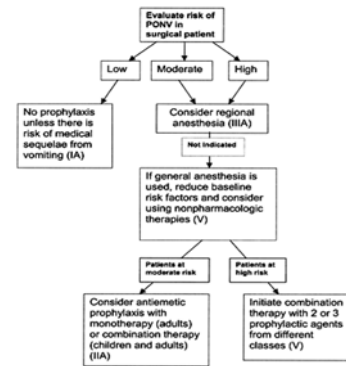 Evaluate risk of
PONV in
surgical patient
Low
Moderate
High
No prophylaxis
unless there is
risk of medical
sequelae from
vomiting (IA)
Consider regional
anesthesia (IIIA)
Not Indicated
If general anesthesia is
used, reduce baseline
risk factors and consider
using nonpharmacologic
therapies (V)
Patients at
moderate risk
Patients at
high risk
Consider antiemetic
prophylaxis with
monotherapy (adults)
or combination therapy
(children and adults)
(IIA)
Initiate combination
therapy with 2 or 3
prophylactic agents
from different
classes (V)